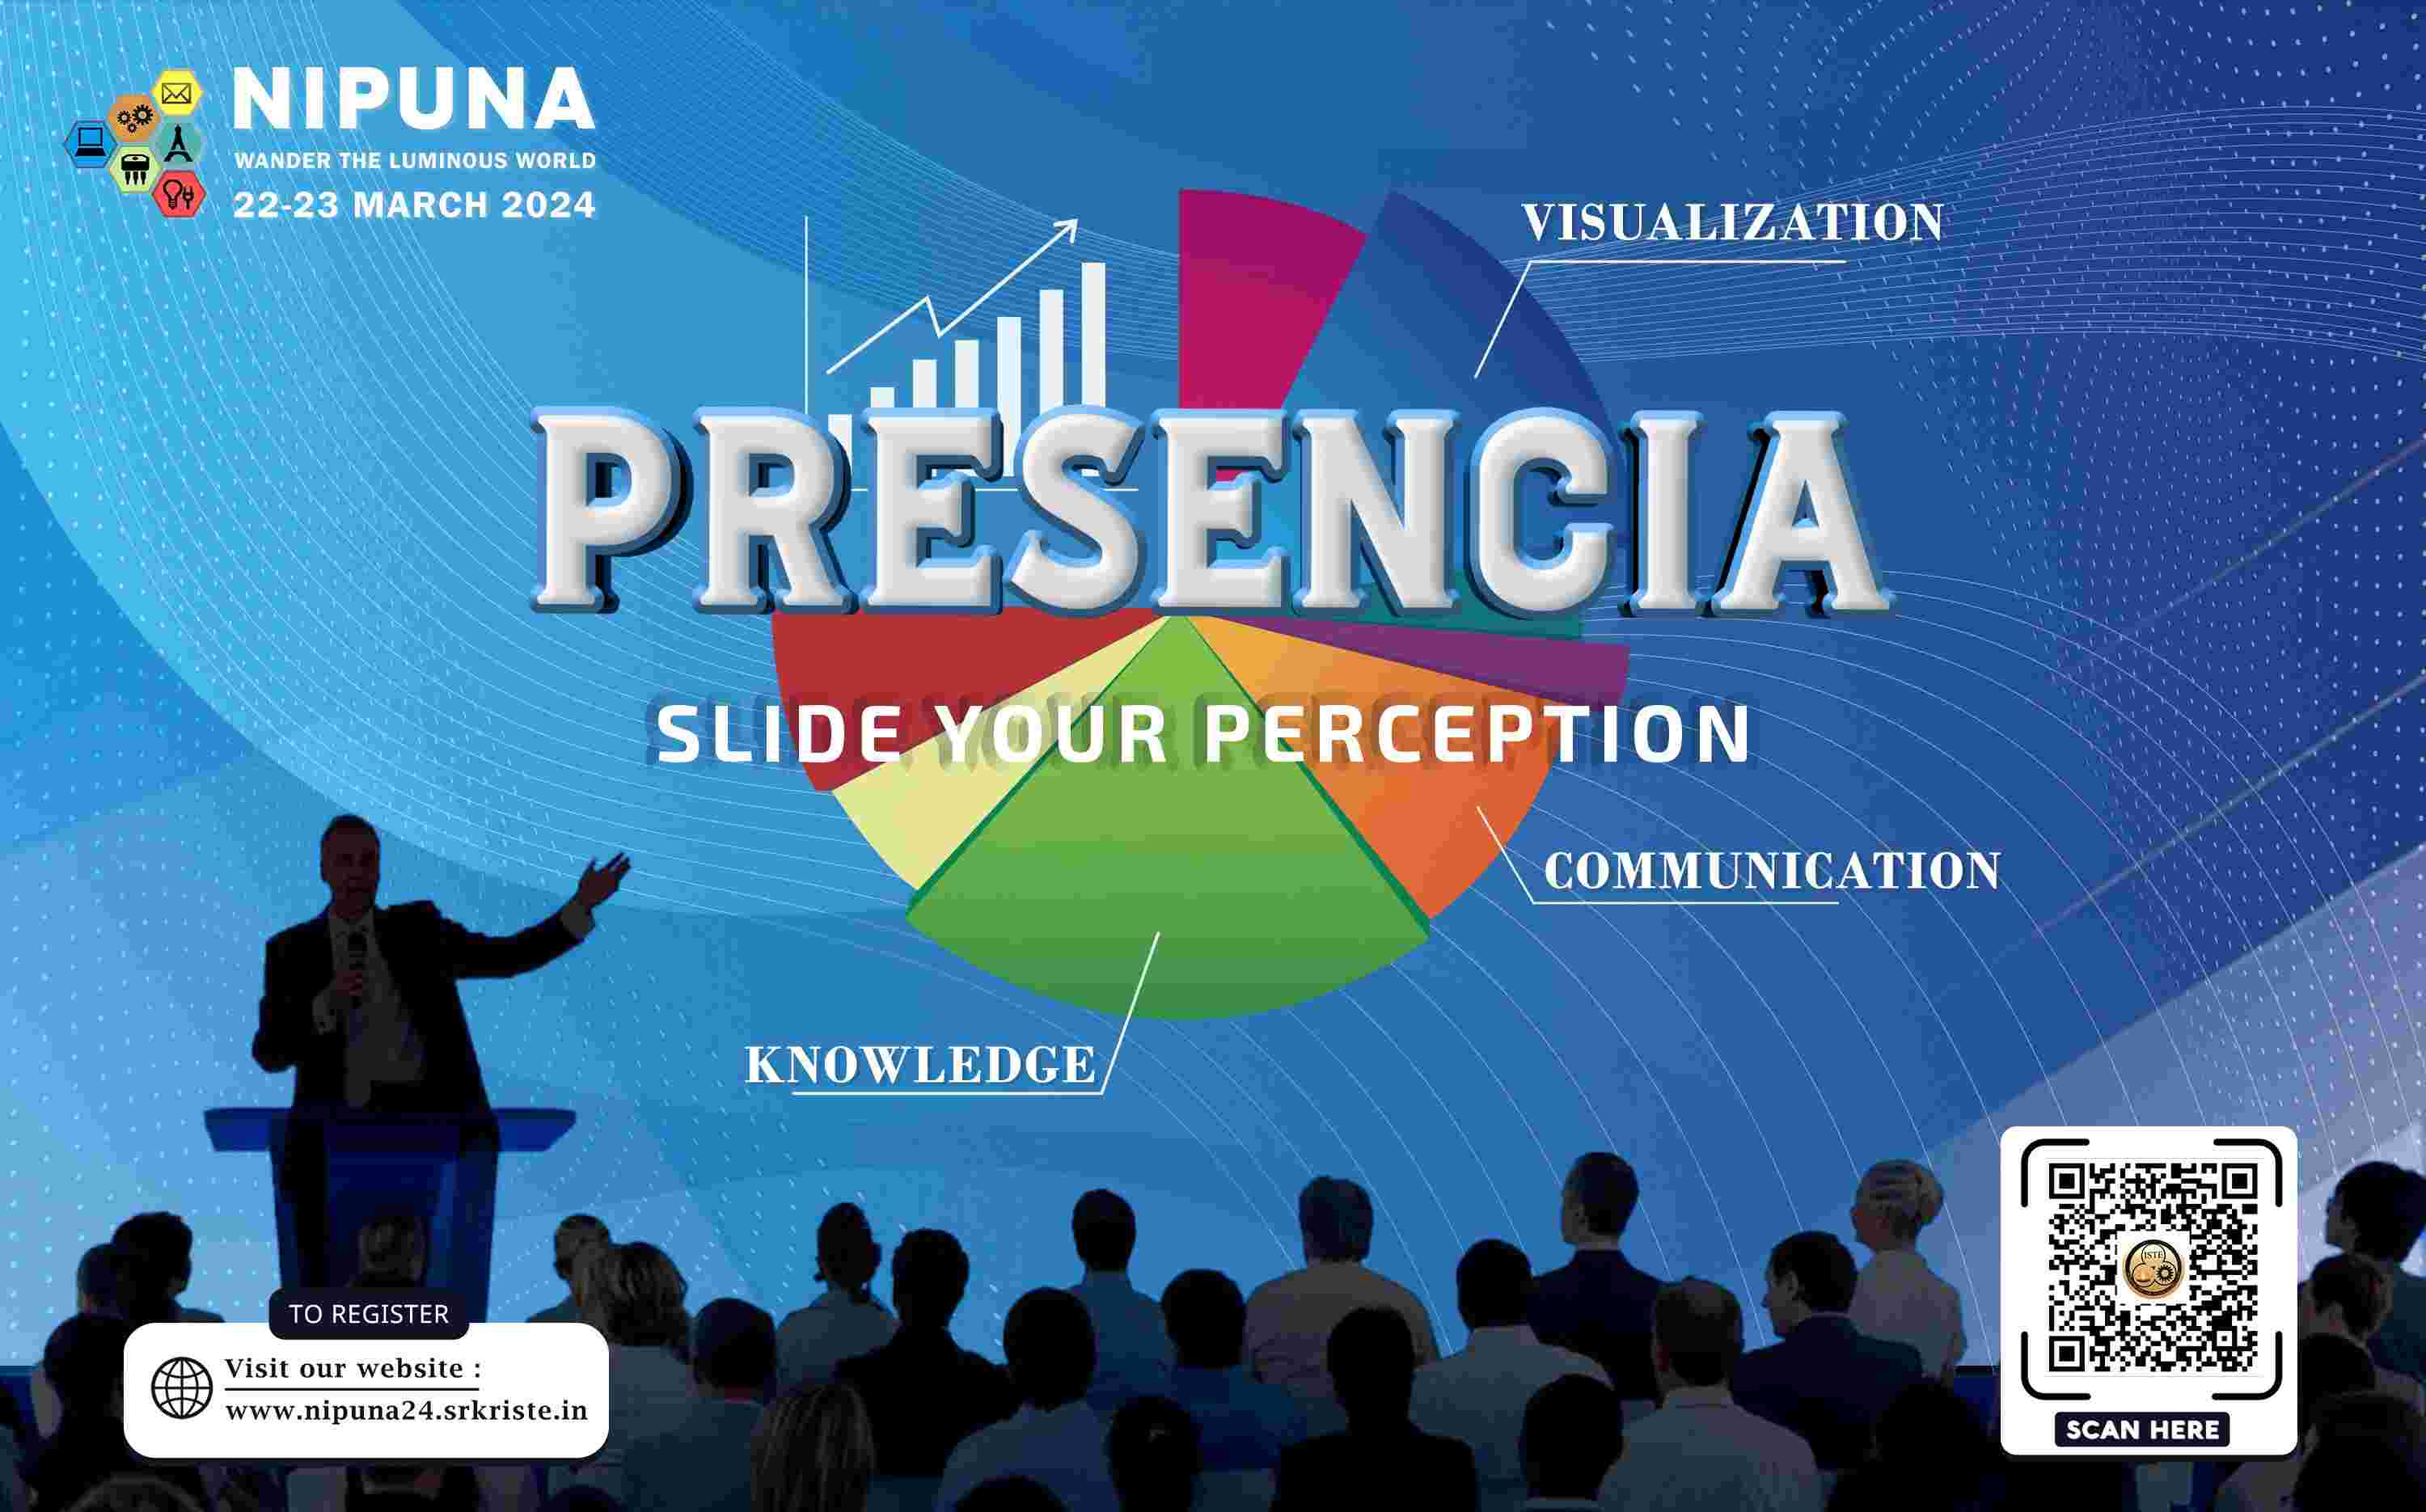 NIPUNA
WANDER THE LUMINOUS WORLD
22-23 MARCH 2024
VISUALIZATION
PRESENCIA
SLIDE YOUR PERCEPTION
COMMUNICATION
KNOWLEDGE
TO REGISTER
Visit our website :
www.nipuna24.srkriste.in
ISTE
SCAN HERE